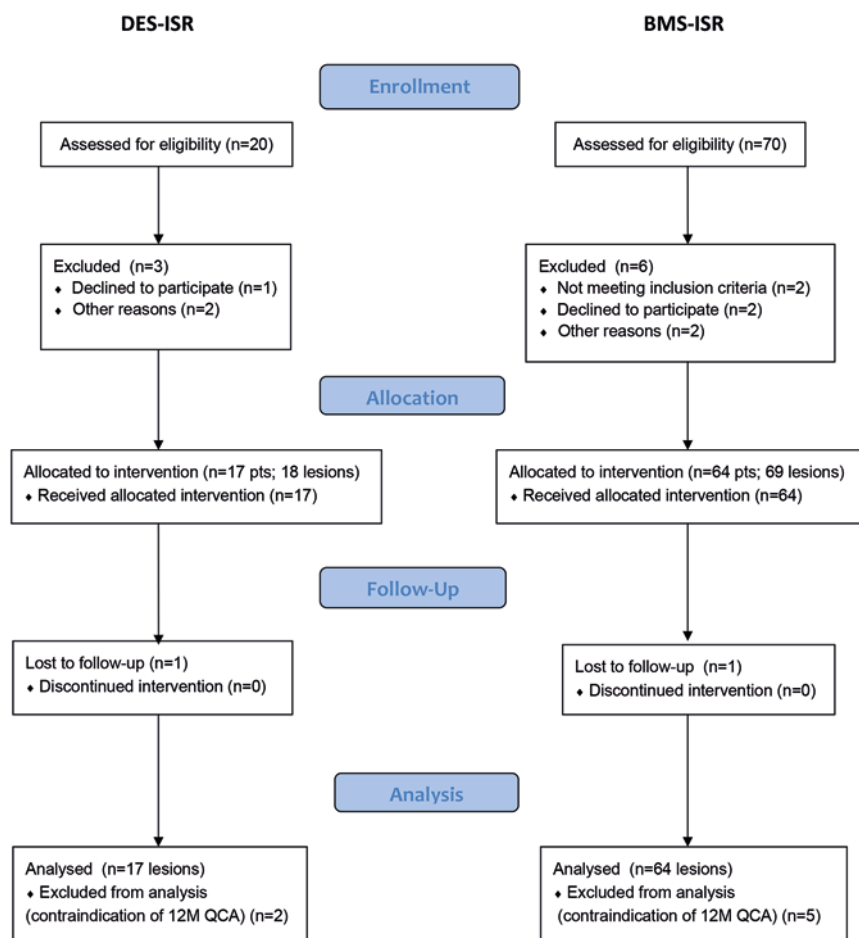 DES-ISR
BMS-ISR
Enrollment
Assessed for eligibility (n=20)
Assessed for eligibility (n=70)
Excluded (n=3)
♦ Declined to participate (n=1)
♦ Other reasons (n=2)
Excluded (n=6)
♦ Not meeting inclusion criteria (n=2)
♦ Declined to participate (n=2)
♦ Other reasons (n=2)
Allocation
Allocated to intervention (n=17 pts; 18 lesions)
♦ Received allocated intervention (n=17)
Allocated to intervention (n=64 pts; 69 lesions)
♦ Received allocated intervention (n=64)
Follow-Up
Lost to follow-up (n=1)
♦ Discontinued intervention (n=0)
Lost to follow-up (n=1)
♦ Discontinued intervention (n=0)
Analysis
Analysed (n=17 lesions)
♦ Excluded from analysis
(contraindication of 12M QCA) (n=2)
Analysed (n=64 lesions)
♦ Excluded from analysis
(contraindication of 12M QCA) (n=5)